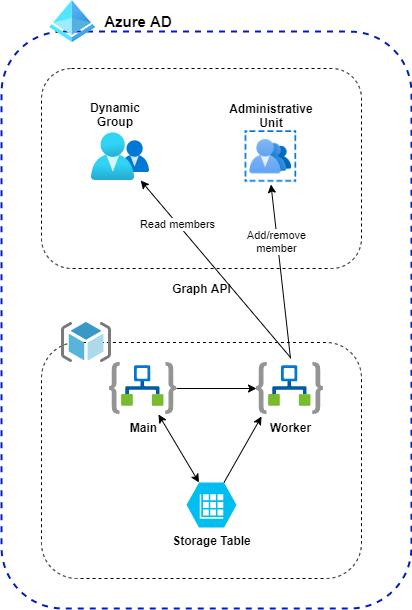 Azure AD
Dynamic
Group
Administrative
Unit
Read members
Add/remove
member
Graph API
Main
Worker
Storage Table